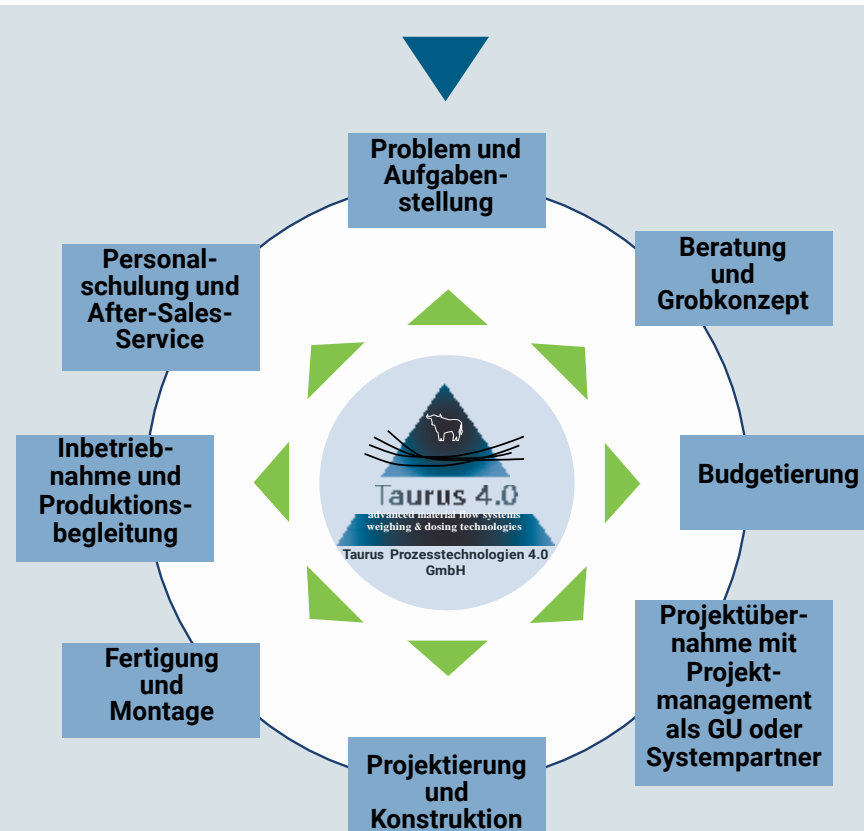 Problem und
Aufgaben-
stellung
Beratung
und
Grobkonzept
Budgetierung
Projektüber-
nahme mit
Projekt-
management
als GU oder
Systempartner
Projektierung
und
Konstruktion
Fertigung
und
Montage
Inbetrieb-
nahme und
Produktions-
begleitung
Personal-
schulung und
After-Sales-
Service
Taurus 4.0
advanced material flow systems
weighing & dosing technologies
Taurus Prozesstechnologien 4.0
GmbH